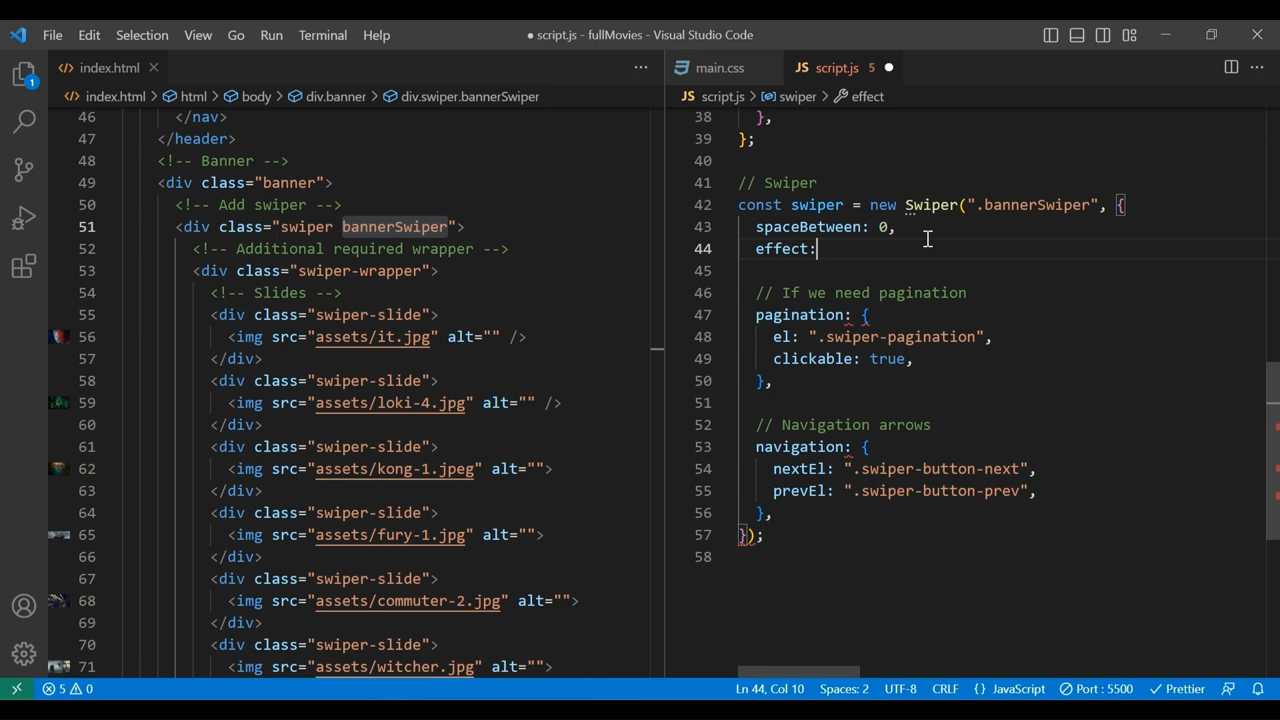 File Edit Selection View Go Run Terminal Help ● script.js - fullMovies - Visual Studio Code
1
index.html
main.css JS script.js 5
index.html > html > body > div.banner > div.swiper.bannerSwiper
JS script.js > swiper > effect
46 </nav>
47 </header>
48 <!-- Banner -->
49 <div class="banner">
50 <!-- Add swiper -->
51 <div class="swiper bannerSwiper">
52 <!-- Additional required wrapper -->
53 <div class="swiper-wrapper">
54 <!-- Slides -->
55 <div class="swiper-slide">
56 <img src="assets/it.jpg" alt="" />
57 </div>
58 <div class="swiper-slide">
59 <img src="assets/loki-4.jpg" alt="" />
60 </div>
61 <div class="swiper-slide">
62 <img src="assets/kong-1.jpeg" alt="">
63 </div>
64 <div class="swiper-slide">
65 <img src="assets/fury-1.jpg" alt="">
66 </div>
67 <div class="swiper-slide">
68 <img src="assets/commuter-2.jpg" alt="">
69 </div>
70 <div class="swiper-slide">
71 <img src="assets/witcher.jpg" alt="">
38 },
39 };
40
41 // Swiper
42 const swiper = new Swiper(".bannerSwiper", {
43 spaceBetween: 0,
44 effect:
45
46 // If we need pagination
47 pagination: {
48 el: ".swiper-pagination",
49 clickable: true,
50 },
51
52 // Navigation arrows
53 navigation: {
54 nextEl: ".swiper-button-next",
55 prevEl: ".swiper-button-prev",
56 },
57 });
58
5 0 Ln 44, Col 10 Spaces: 2 UTF-8 CRLF {} JavaScript Port : 5500 Prettier